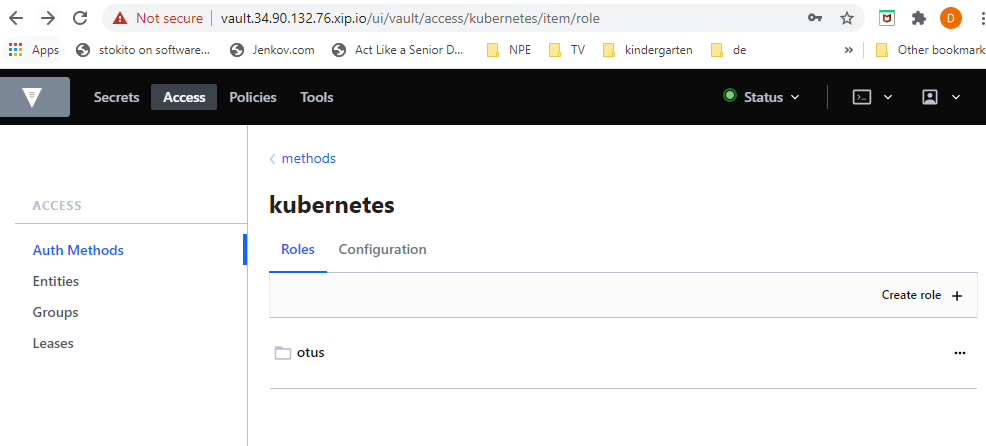 Not secure | vault.34.90.132.76.xip.io/ui/vault/access/kubernetes/item/role
D
Apps stokito on software... Jenkov.com Act Like a Senior D... NPE TV kindergarten de » Other bookmark
Secrets Access Policies Tools Status
methods
kubernetes
ACCESS
Roles Configuration
Auth Methods
Entities
Create role +
Groups
Leases
otus